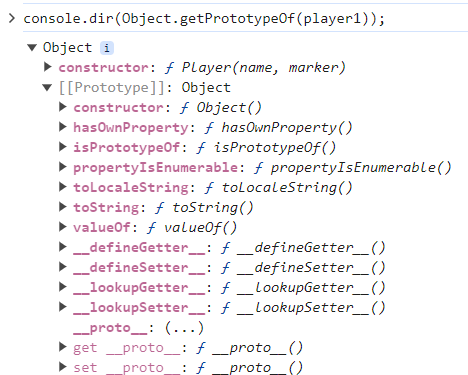 > console.dir(Object.getPrototypeOf(player1));
▼ Object i
▶ constructor: ƒ Player(name, marker)
▼ [[Prototype]]: Object
▶ constructor: ƒ Object()
▶ hasOwnProperty: ƒ hasOwnProperty()
▶ isPrototypeOf: ƒ isPrototypeOf()
▶ propertyIsEnumerable: ƒ propertyIsEnumerable()
▶ toLocaleString: ƒ toLocaleString()
▶ toString: ƒ toString()
▶ valueOf: ƒ valueOf()
▶ __defineGetter__: ƒ __defineGetter__()
▶ __defineSetter__: ƒ __defineSetter__()
▶ __lookupGetter__: ƒ __lookupGetter__()
▶ __lookupSetter__: ƒ __lookupSetter__()
__proto__: (...)
▶ get __proto__: ƒ __proto__()
▶ set __proto__: ƒ __proto__()